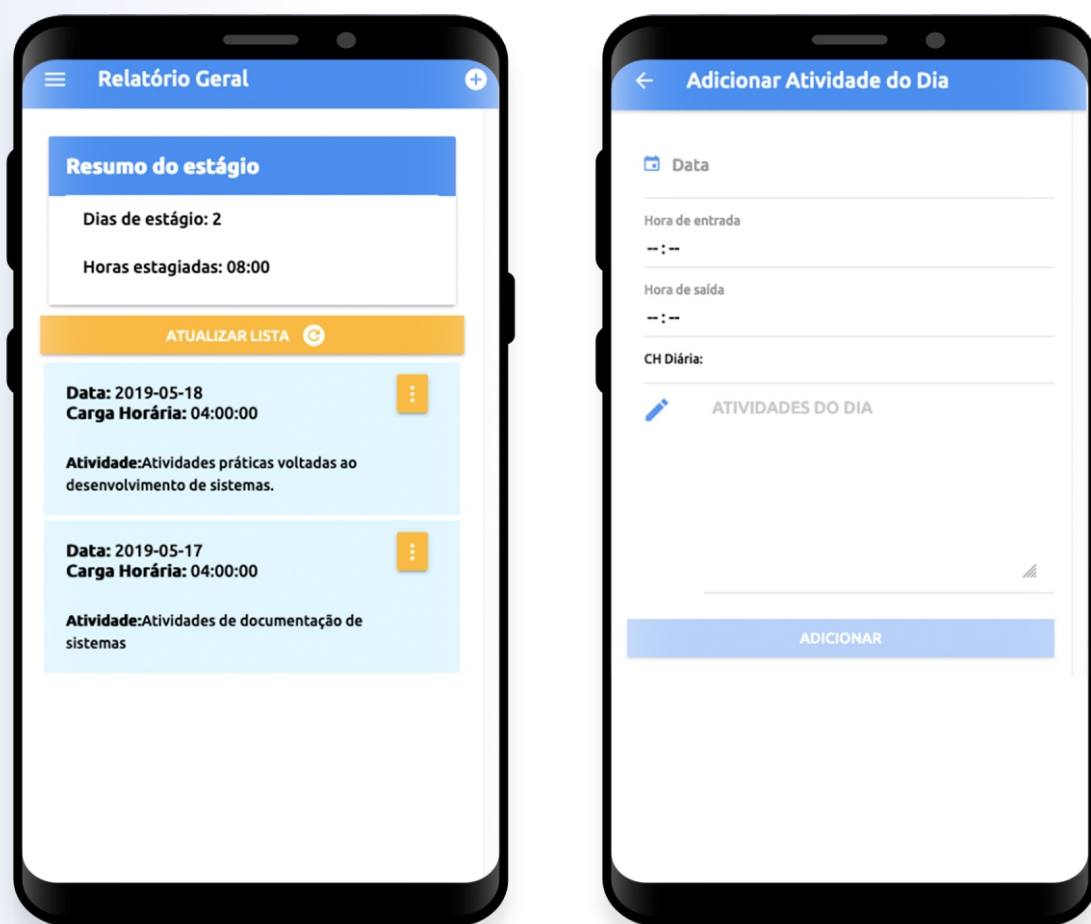 Relatório Geral
Resumo do estágio
Dias de estágio: 2
Horas estagiadas: 08:00
ATUALIZAR LISTA
Data: 2019-05-18
Carga Horária: 04:00:00
Atividade:Atividades práticas voltadas ao
desenvolvimento de sistemas.
Data: 2019-05-17
Carga Horária: 04:00:00
Atividade:Atividades de documentação de
sistemas
Adicionar Atividade do Dia
Data
Hora de entrada
--:--
Hora de saída
--:--
CH Diária:
ATIVIDADES DO DIA
ADICIONAR